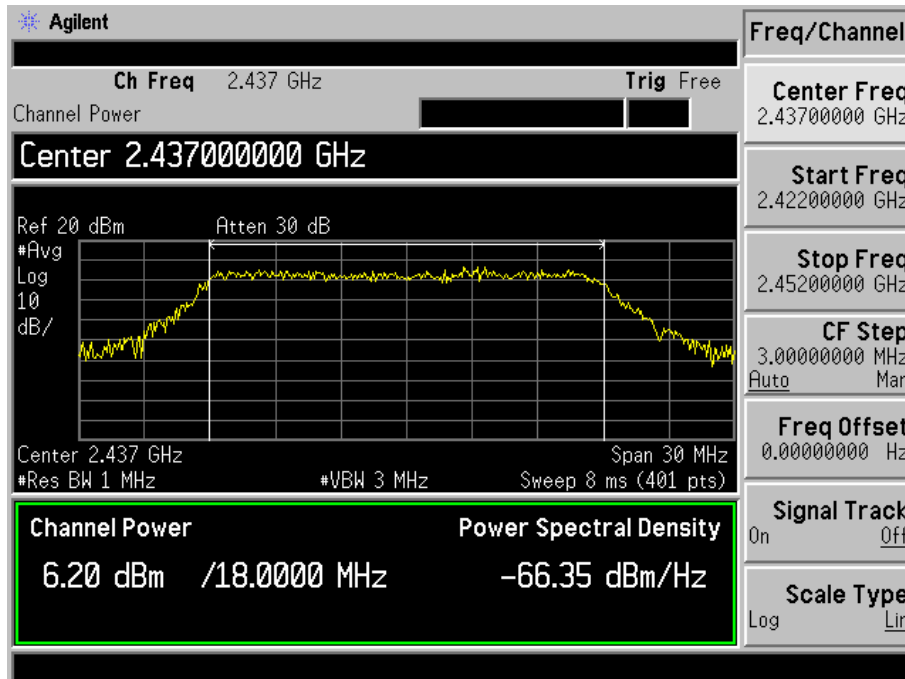 Agilent
Freq/Channel
Ch Freq 2.437 GHz Trig Free
Channel Power
Center 2.437000000 GHz
Ref 20 dBm Atten 30 dB
#Avg
Log
10
dB/
Center 2.437 GHz Span 30 MHz
#Res BW 1 MHz #VBW 3 MHz Sweep 8 ms (401 pts)
Channel Power Power Spectral Density
6.20 dBm /18.0000 MHz -66.35 dBm/Hz
Center Freq
2.43700000 GHz
Start Freq
2.42200000 GHz
Stop Freq
2.45200000 GHz
CF Step
3.00000000 MHz
Auto Man
Freq Offset
0.00000000 Hz
Signal Track
On Off
Scale Type
Log Lin